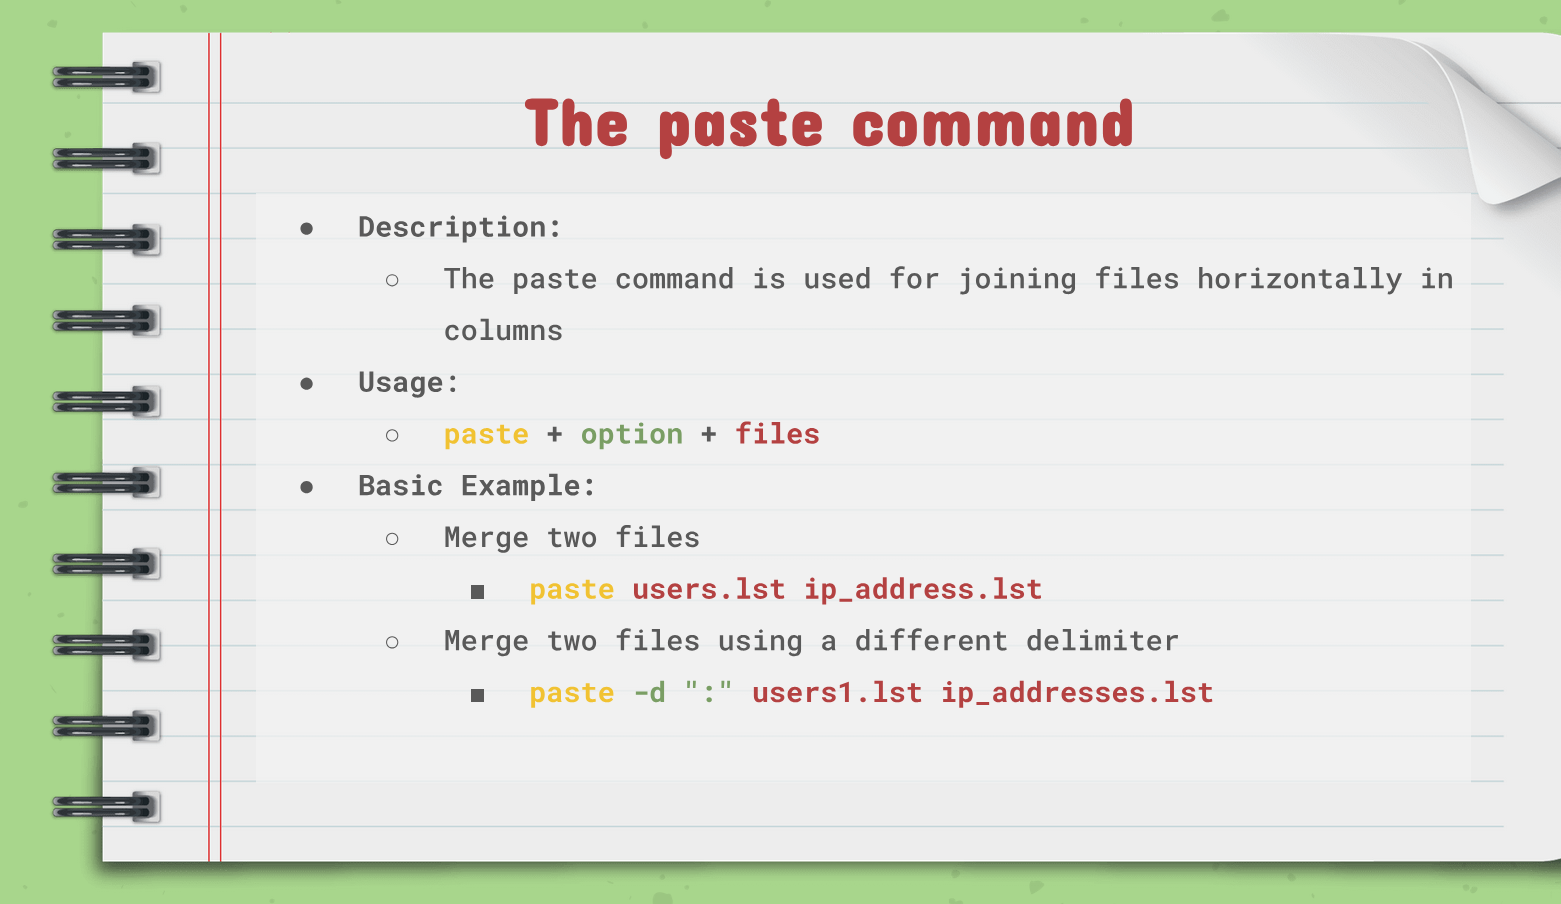 The paste command
● Description:
○ The paste command is used for joining files horizontally in
columns
● Usage:
○ paste + option + files
● Basic Example:
○ Merge two files
■ paste users.lst ip_address.lst
○ Merge two files using a different delimiter
■ paste -d ":" users1.lst ip_addresses.lst